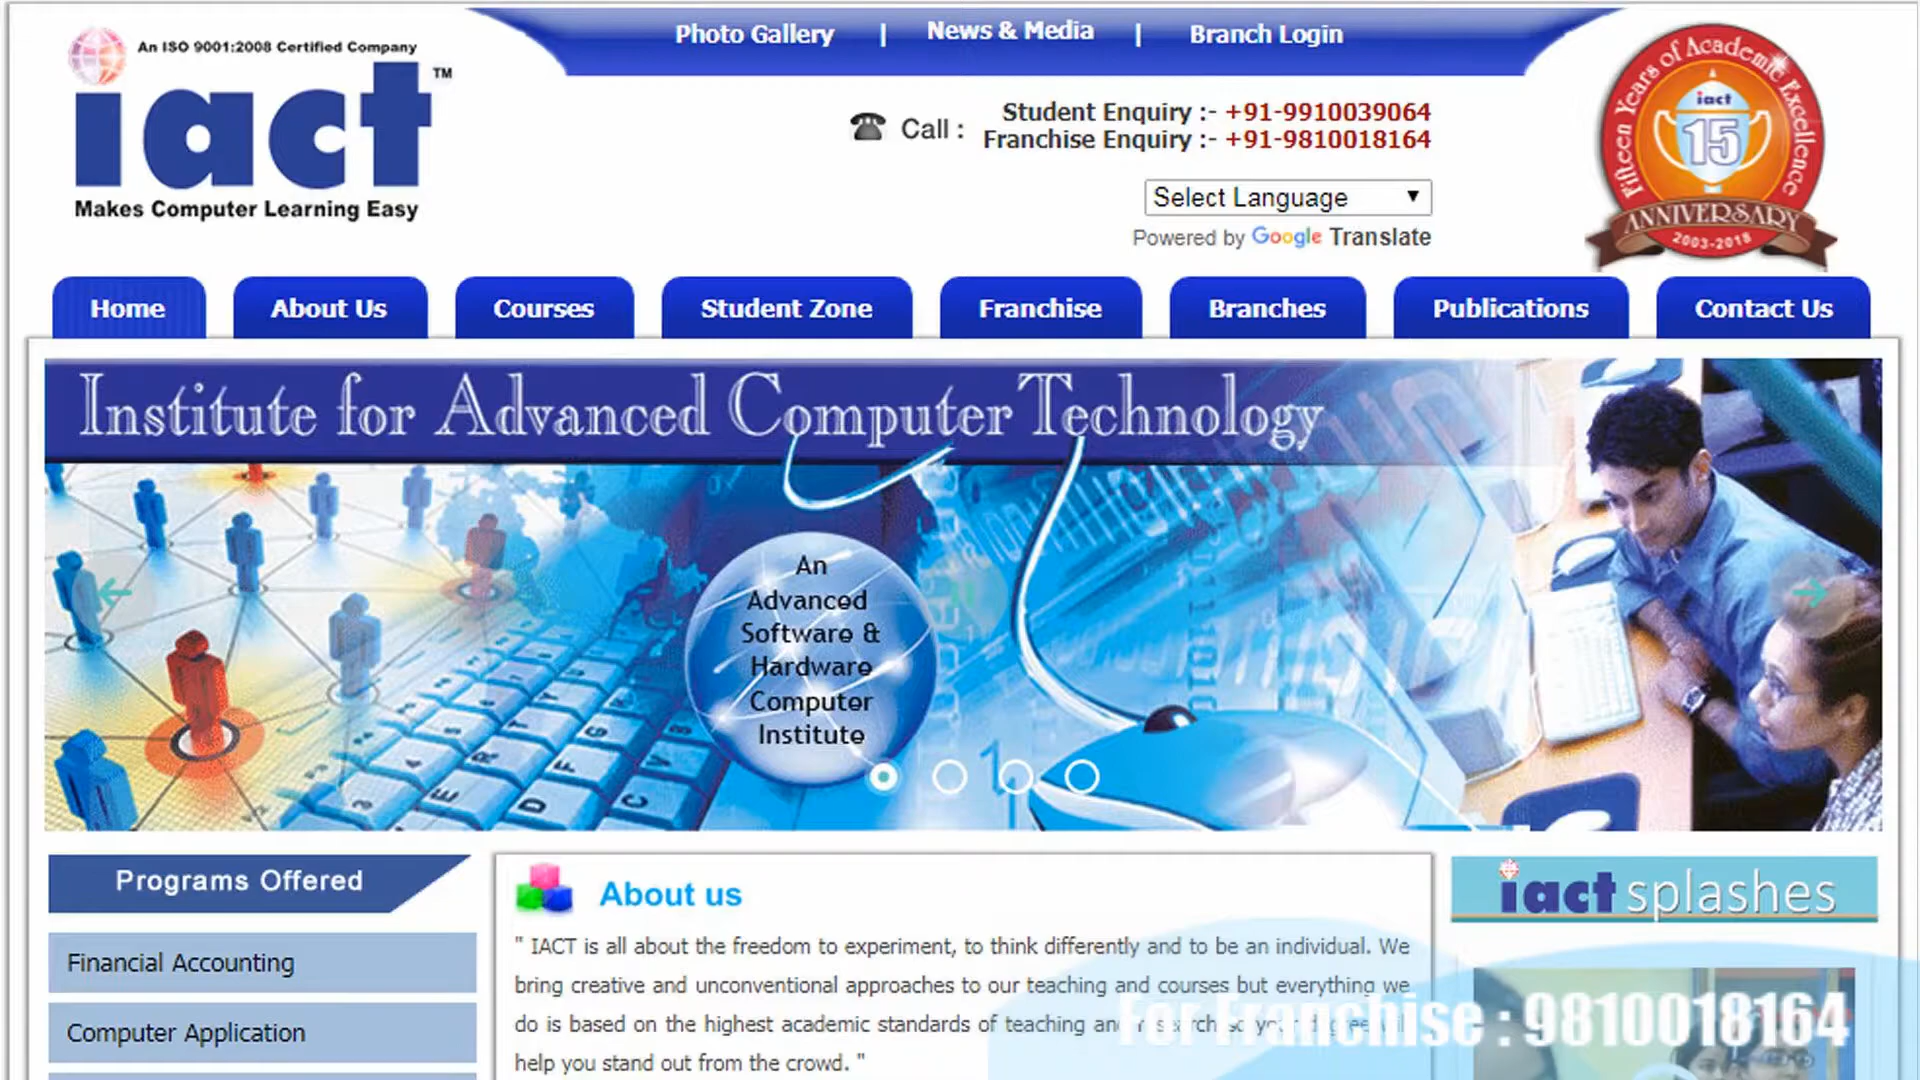 Photo Gallery | News & Media | Branch Login
An ISO 9001:2008 Certified Company
iact TM
Makes Computer Learning Easy
Call :
Student Enquiry :- +91-9910039064
Franchise Enquiry :- +91-9810018164
Select Language
Powered by Google Translate
Fifteen Years of Academic Excellence
iact
15
ANNIVERSARY
2003-2018
Home
About Us
Courses
Student Zone
Franchise
Branches
Publications
Contact Us
Institute for Advanced Computer Technology
An
Advanced
Software &
Hardware
Computer
Institute
Programs Offered
Financial Accounting
Computer Application
About us
" IACT is all about the freedom to experiment, to think differently and to be an individual. We
bring creative and unconventional approaches to our teaching and courses but everything we
do is based on the highest academic standards of teaching and research so your degree will
help you stand out from the crowd. "
iact splashes
For Franchise : 9810018164